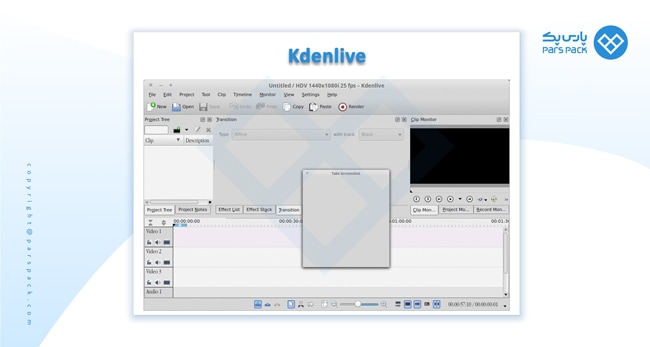 Kdenlive
پارس پک
PARS PACK
Untitled / HDV 1440x1080i 25 fps – Kdenlive
File Edit Project Tool Clip Timeline Monitor View Settings Help
New Open Save Undo Redo Copy Paste Render
Project Tree Transition Clip Monitor
Type Wipe with track Black
Clip Description
Take Screenshot
Project Tree Project Notes Effect List Effect Stack Transition Clip Mon... Project Mo... Record Mon
00:00:00:00 00:00:30:0 :01:00:00 00:01:30
Video 1
Video 2
Video 3
Audio 1
00:00:57:10 / 00:00:00:01
copyright@parspack.com